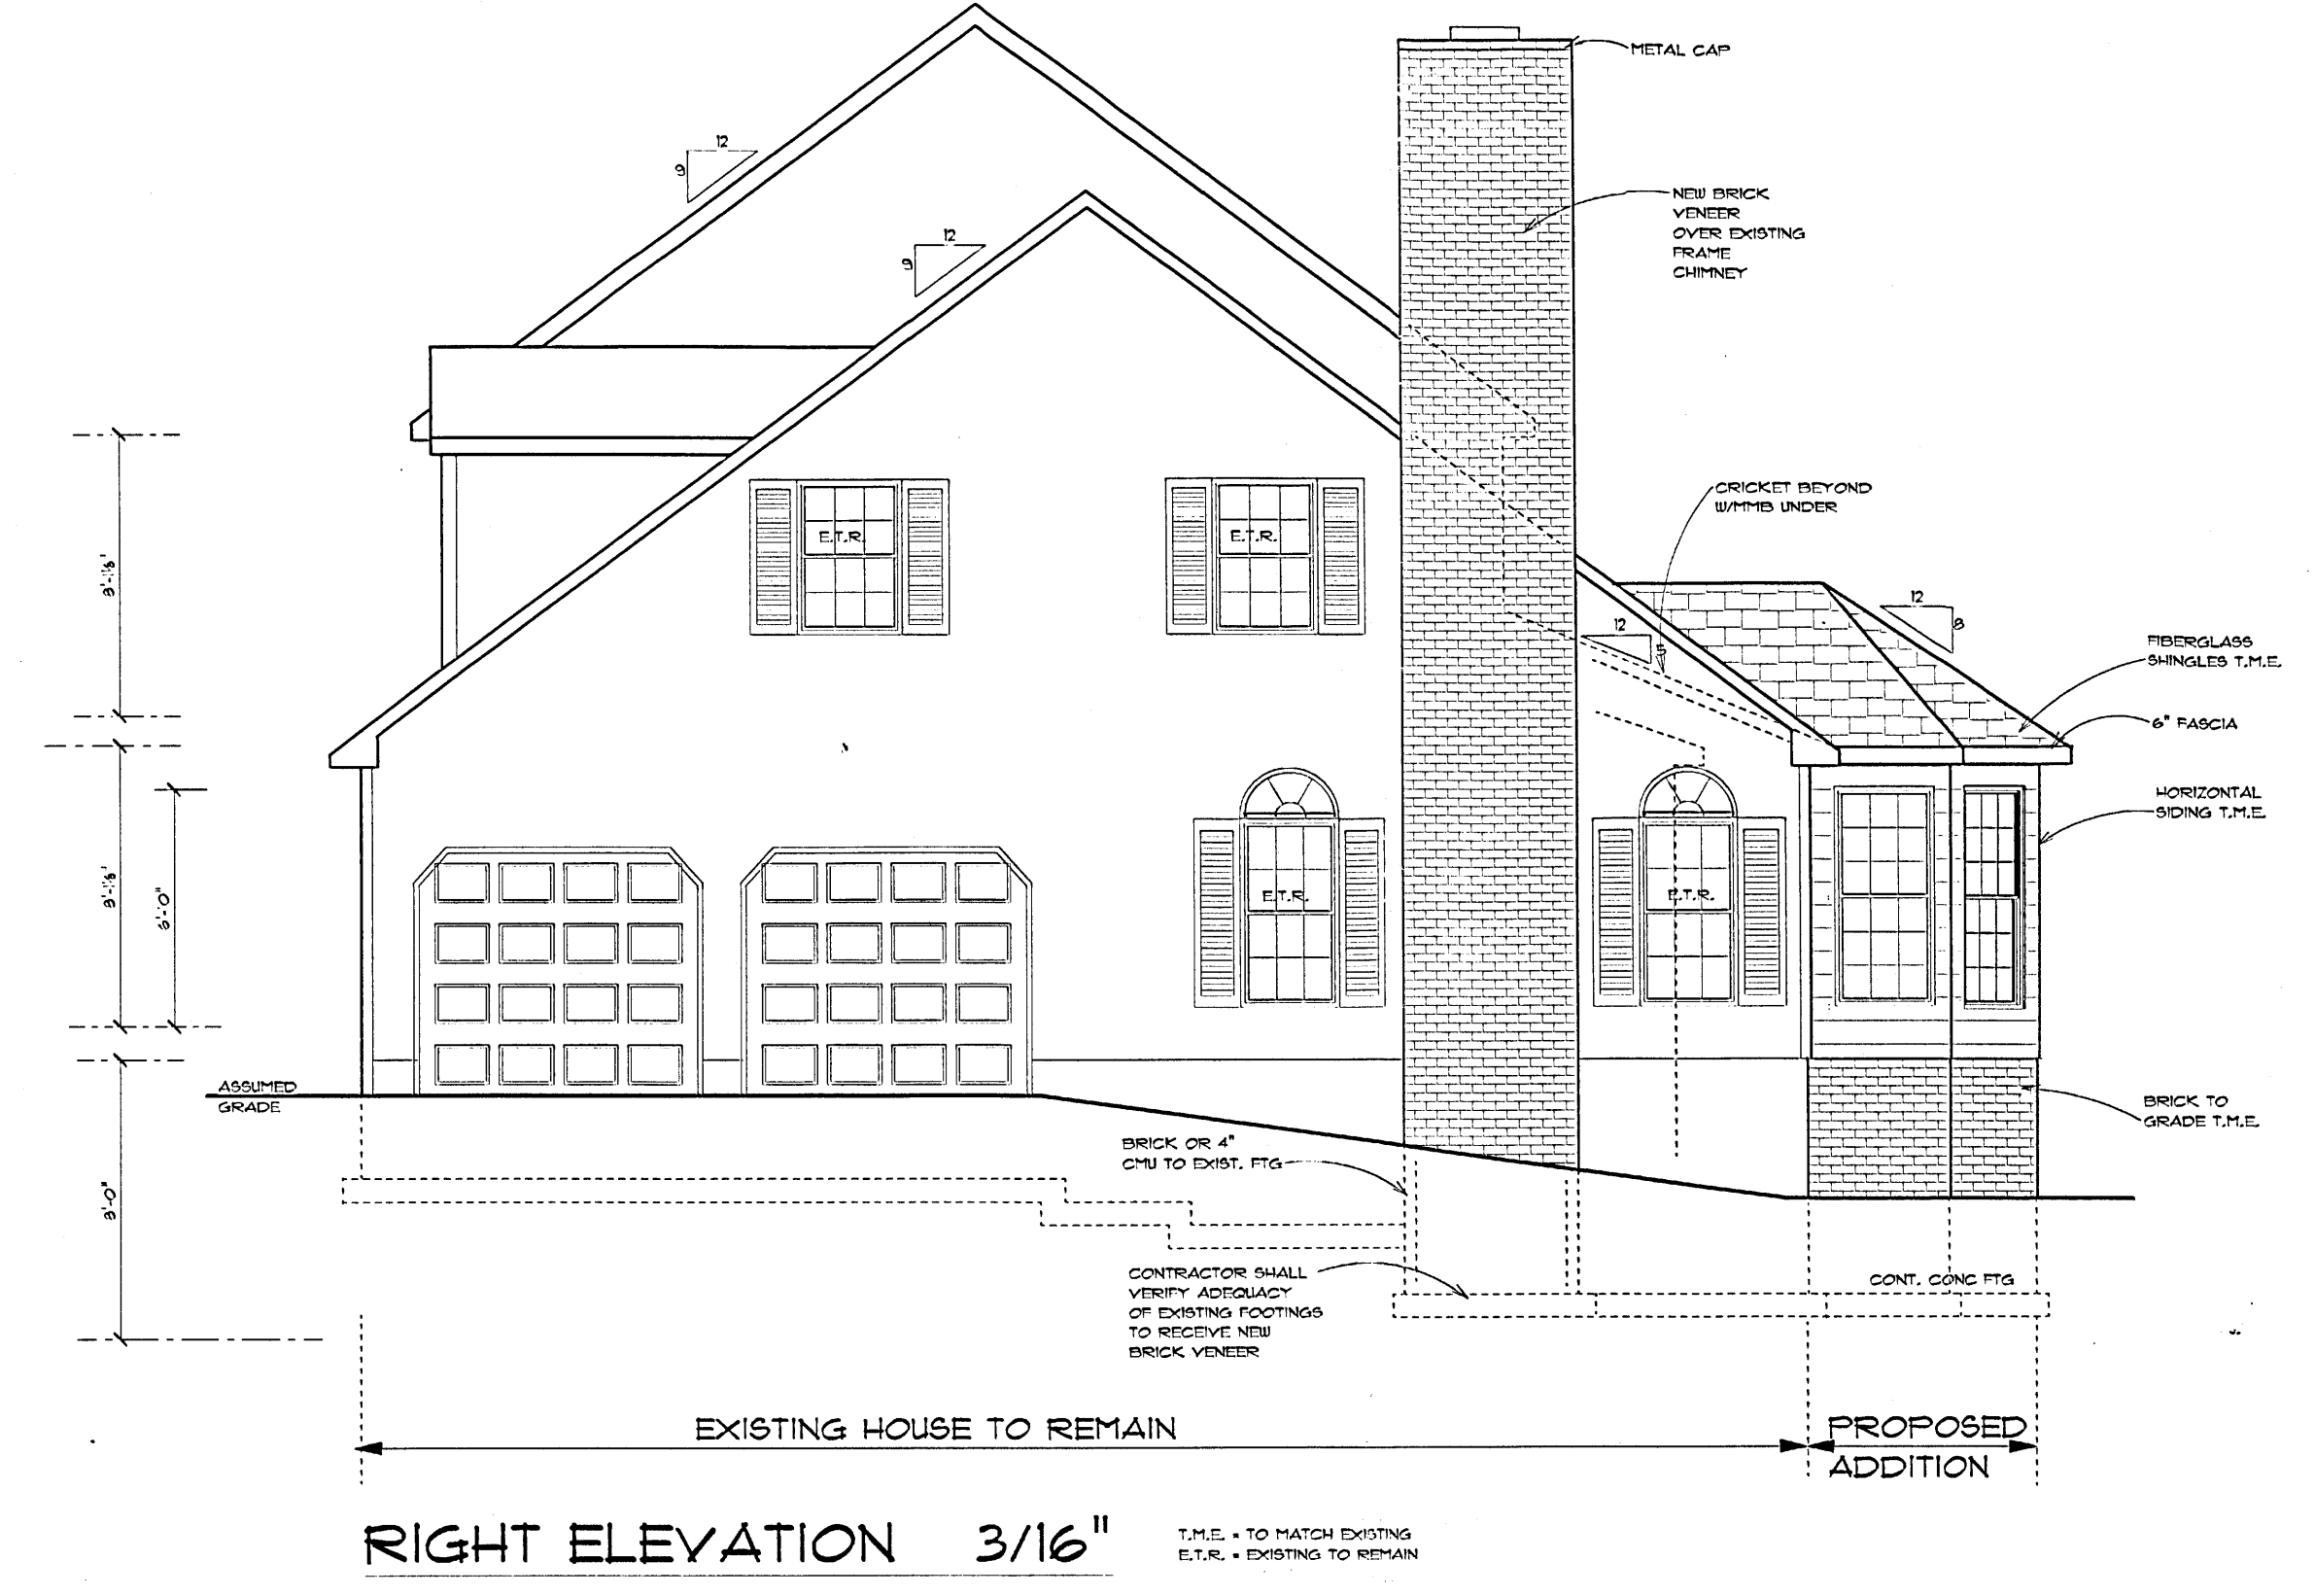 METAL CAP
12
9
NEW BRICK
VENEER
OVER EXISTING
FRAME
CHIMNEY
12
9
CRICKET BEYOND
W/MMB UNDER
E.T.R.
E.T.R.
12
8
12
5
FIBERGLASS
SHINGLES T.M.E.
6" FASCIA
HORIZONTAL
SIDING T.M.E.
E.T.R.
E.T.R.
ASSUMED
GRADE
BRICK TO
GRADE T.M.E.
BRICK OR 4"
CMU TO EXIST. FTG
8'-0"
CONTRACTOR SHALL
VERIFY ADEQUACY
OF EXISTING FOOTINGS
TO RECEIVE NEW
BRICK VENEER
CONT. CONC FTG
EXISTING HOUSE TO REMAIN
PROPOSED
ADDITION
RIGHT ELEVATION 3/16"
T.M.E. = TO MATCH EXISTING
E.T.R. = EXISTING TO REMAIN